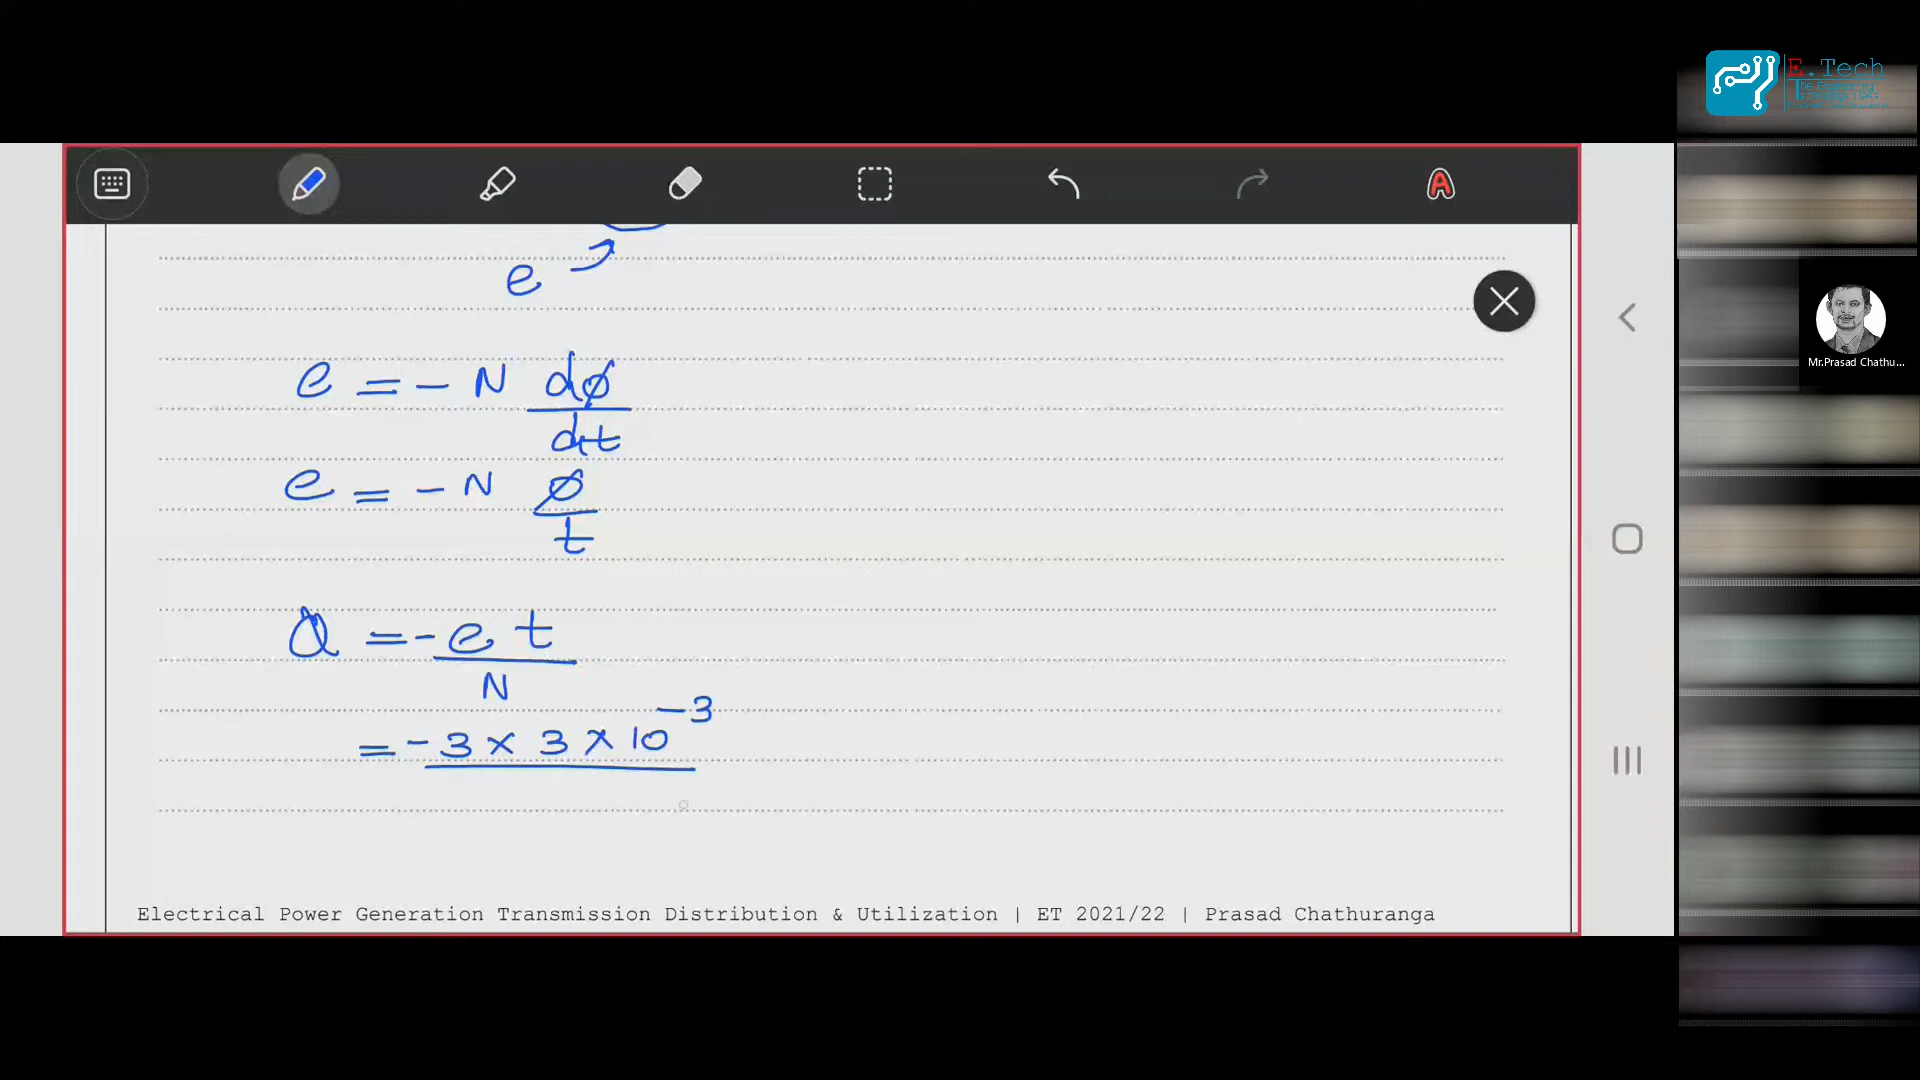 E.Tech
e
e = - N dø
dt
e = - N ø
t
Q = - e t
N
= - 3 × 3 × 10⁻³
Mr.Prasad Chathu...
Electrical Power Generation Transmission Distribution & Utilization | ET 2021/22 | Prasad Chathuranga